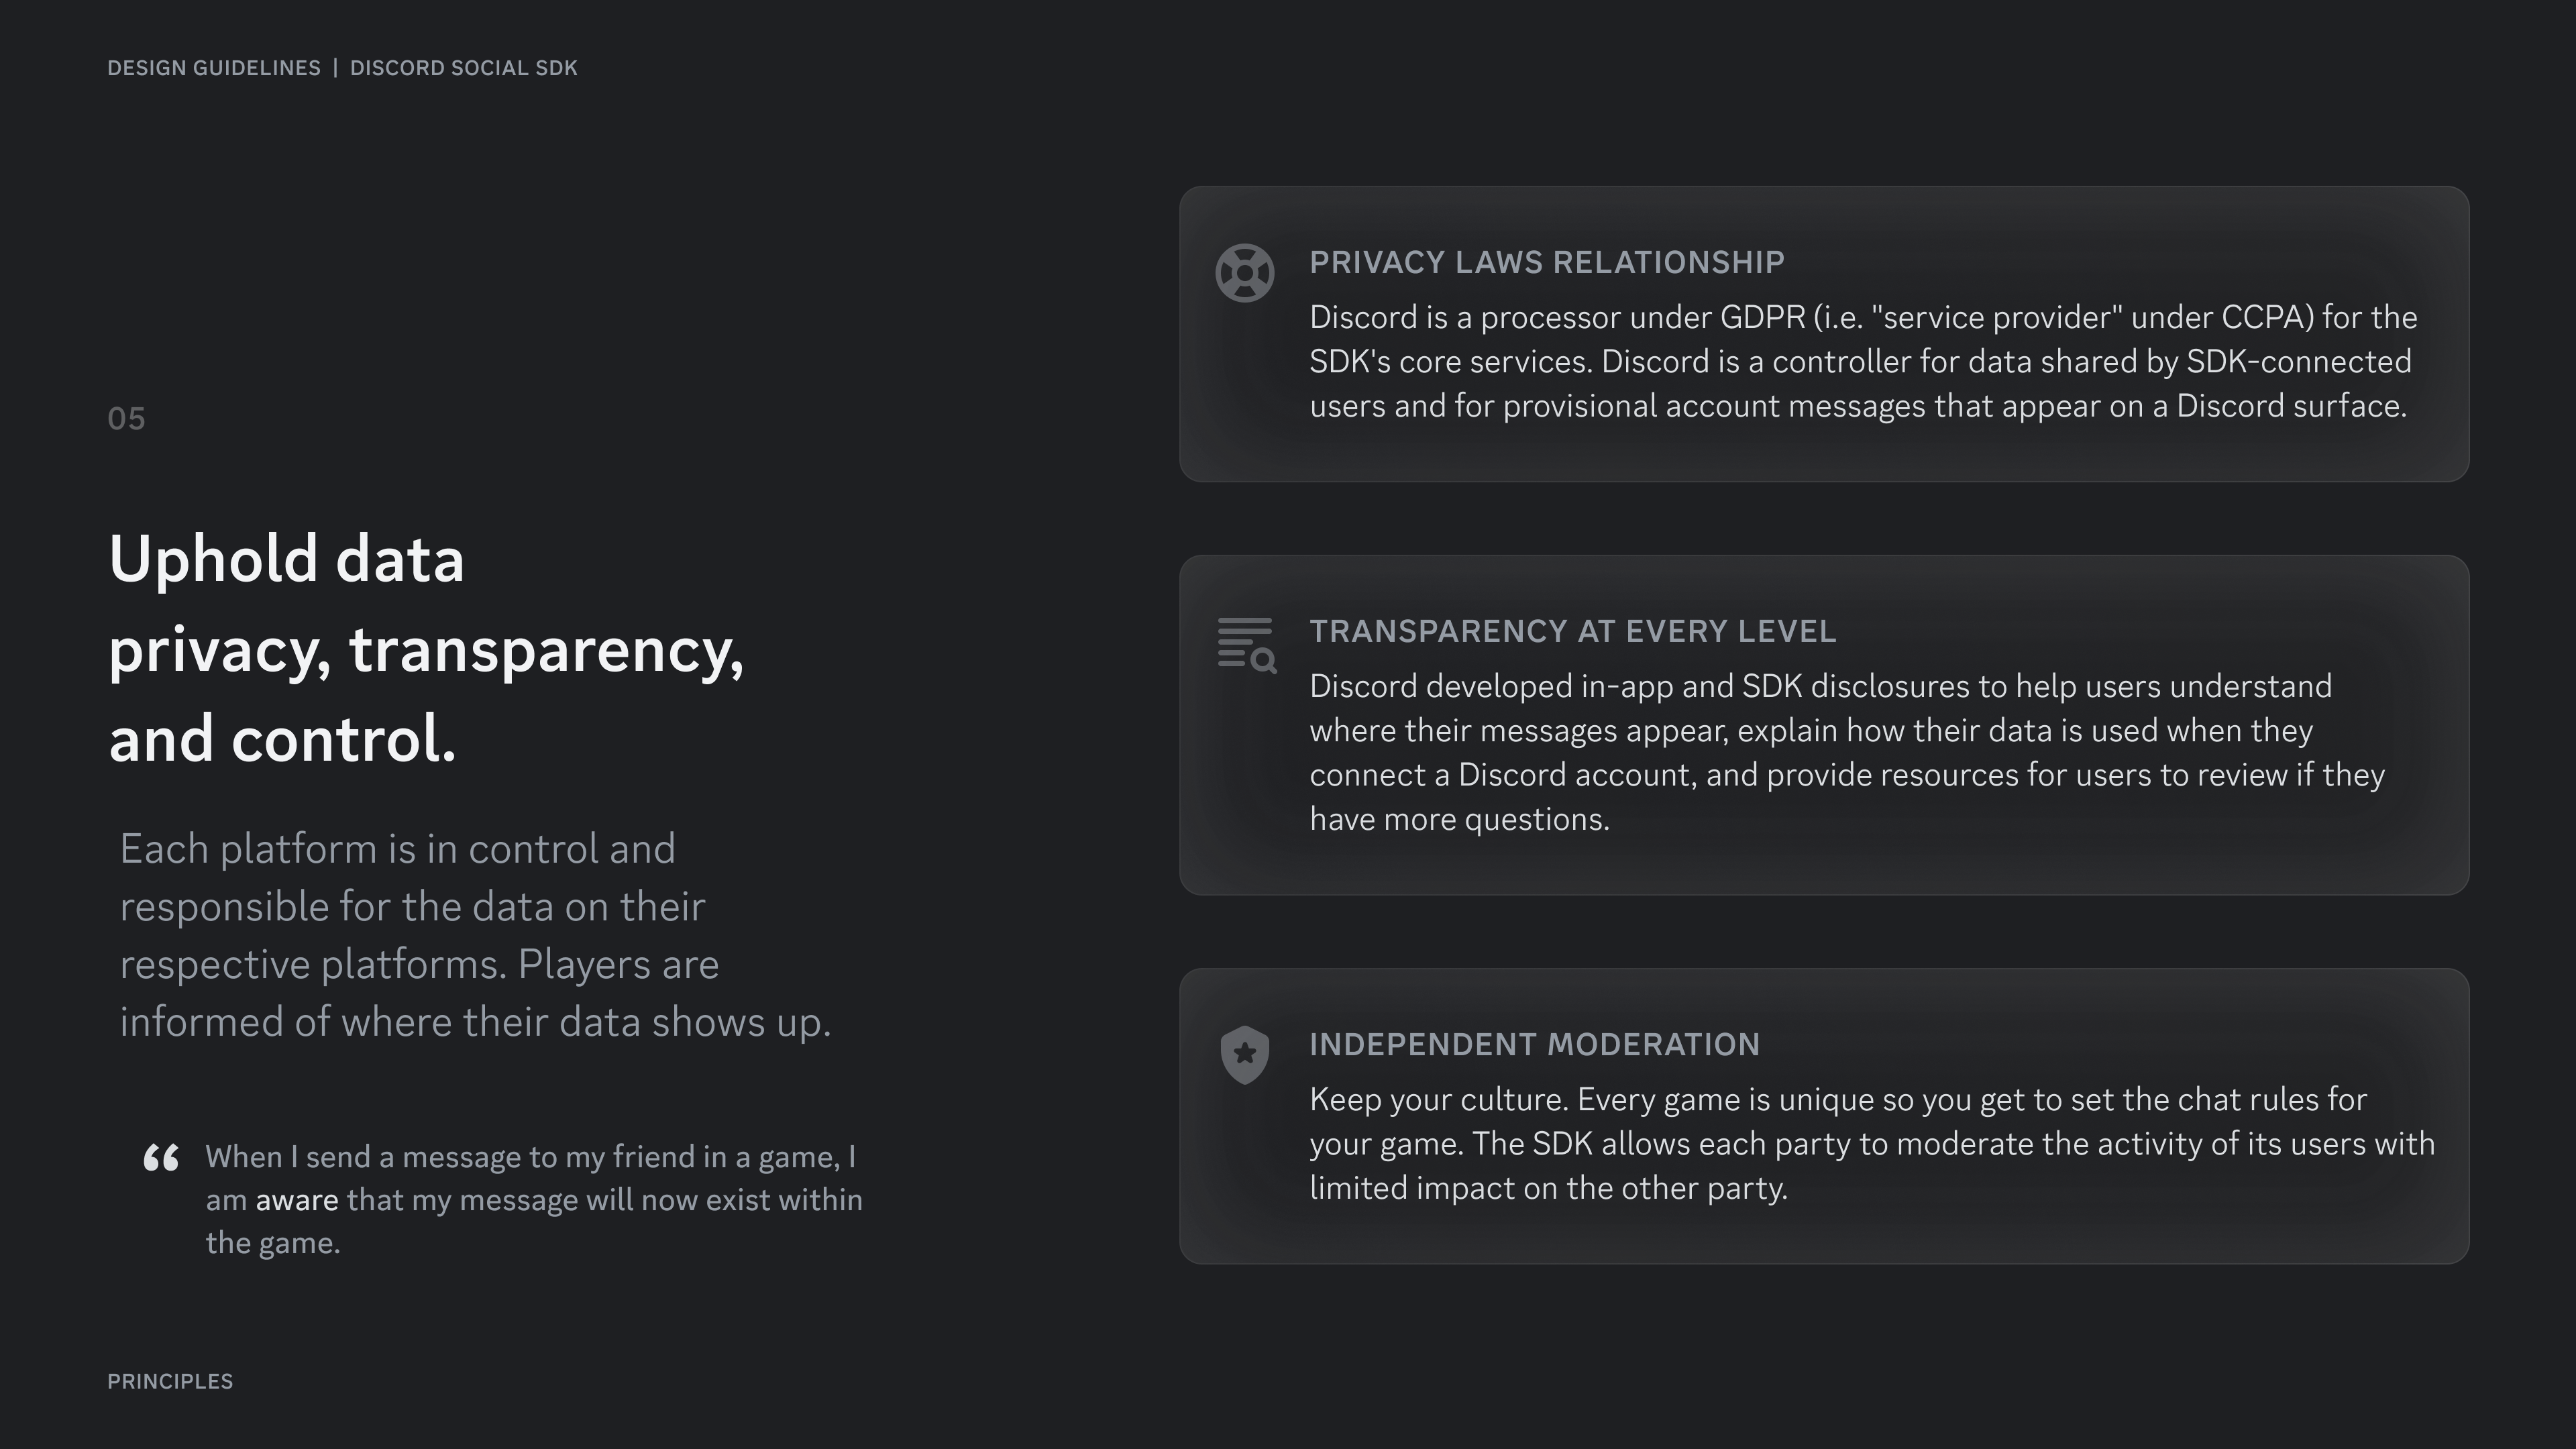 DESIGN GUIDELINES | DISCORD SOCIAL SDK
05
Uphold data
privacy, transparency,
and control.
Each platform is in control and
responsible for the data on their
respective platforms. Players are
informed of where their data shows up.
“ When I send a message to my friend in a game, I
am aware that my message will now exist within
the game.
PRIVACY LAWS RELATIONSHIP
Discord is a processor under GDPR (i.e. "service provider" under CCPA) for the
SDK's core services. Discord is a controller for data shared by SDK-connected
users and for provisional account messages that appear on a Discord surface.
TRANSPARENCY AT EVERY LEVEL
Discord developed in-app and SDK disclosures to help users understand
where their messages appear, explain how their data is used when they
connect a Discord account, and provide resources for users to review if they
have more questions.
INDEPENDENT MODERATION
Keep your culture. Every game is unique so you get to set the chat rules for
your game. The SDK allows each party to moderate the activity of its users with
limited impact on the other party.
PRINCIPLES